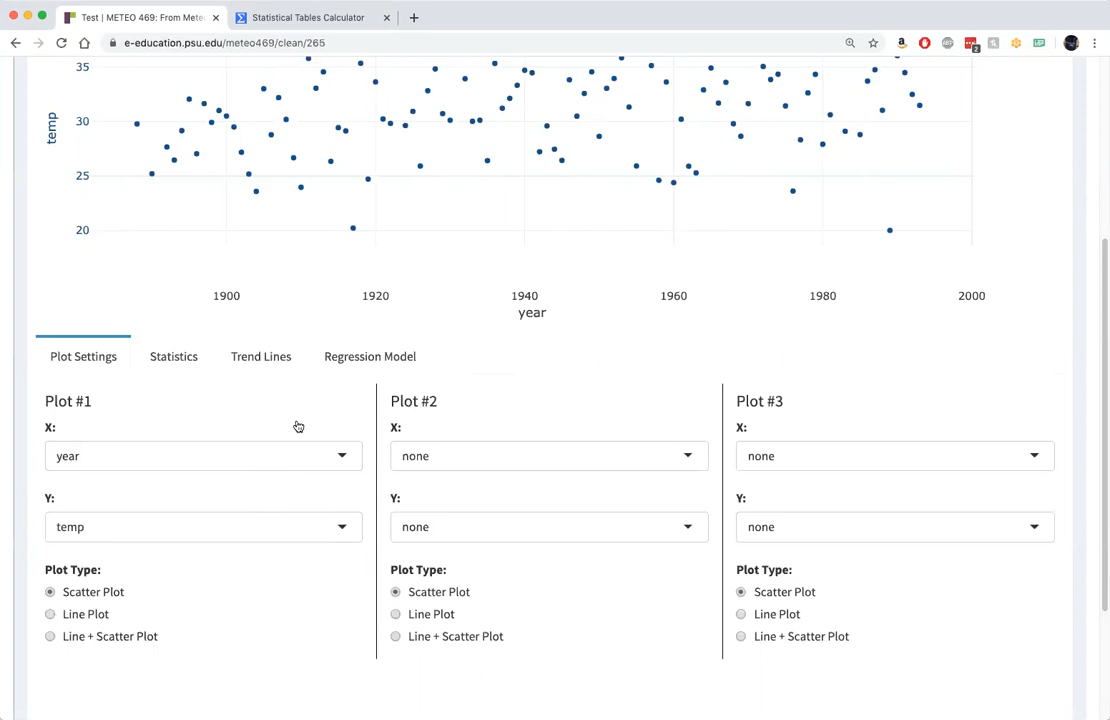 Test | METEO 469: From Mete
Statistical Tables Calculator
e-education.psu.edu/meteo469/clean/265
2
35
30
25
20
temp
1900 1920 1940 1960 1980 2000
year
Plot Settings Statistics Trend Lines Regression Model
Plot #1
X:
year
Y:
temp
Plot Type:
Scatter Plot
Line Plot
Line + Scatter Plot
Plot #2
X:
none
Y:
none
Plot Type:
Scatter Plot
Line Plot
Line + Scatter Plot
Plot #3
X:
none
Y:
none
Plot Type:
Scatter Plot
Line Plot
Line + Scatter Plot